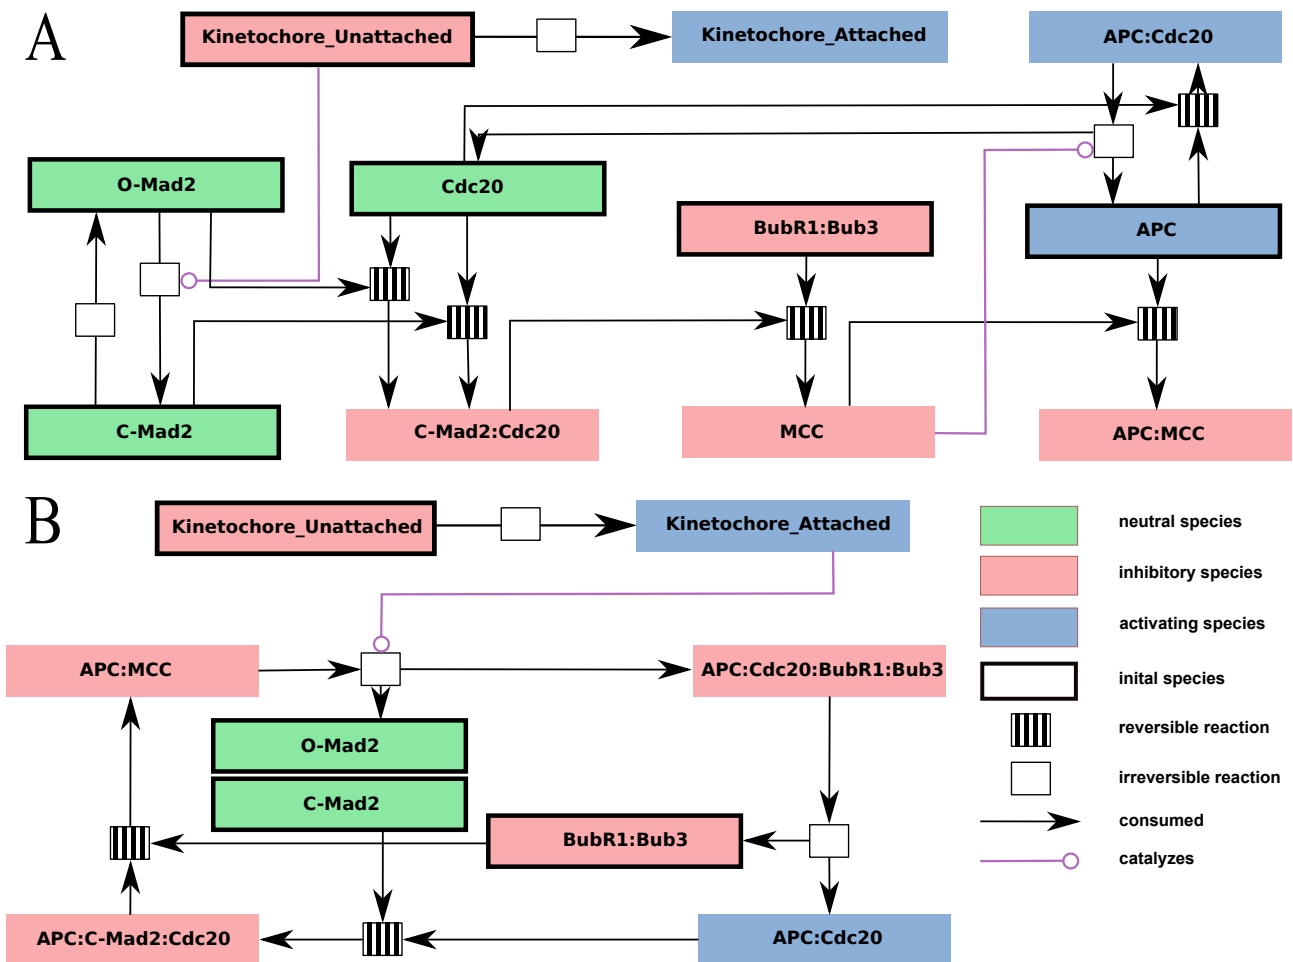 A
Kinetochore_Unattached
Kinetochore_Attached
APC:Cdc20
O-Mad2
Cdc20
BubR1:Bub3
APC
C-Mad2
C-Mad2:Cdc20
MCC
APC:MCC
B
Kinetochore_Unattached
Kinetochore_Attached
APC:MCC
APC:Cdc20:BubR1:Bub3
O-Mad2
C-Mad2
BubR1:Bub3
APC:C-Mad2:Cdc20
APC:Cdc20
neutral species
inhibitory species
activating species
inital species
reversible reaction
irreversible reaction
consumed
catalyzes